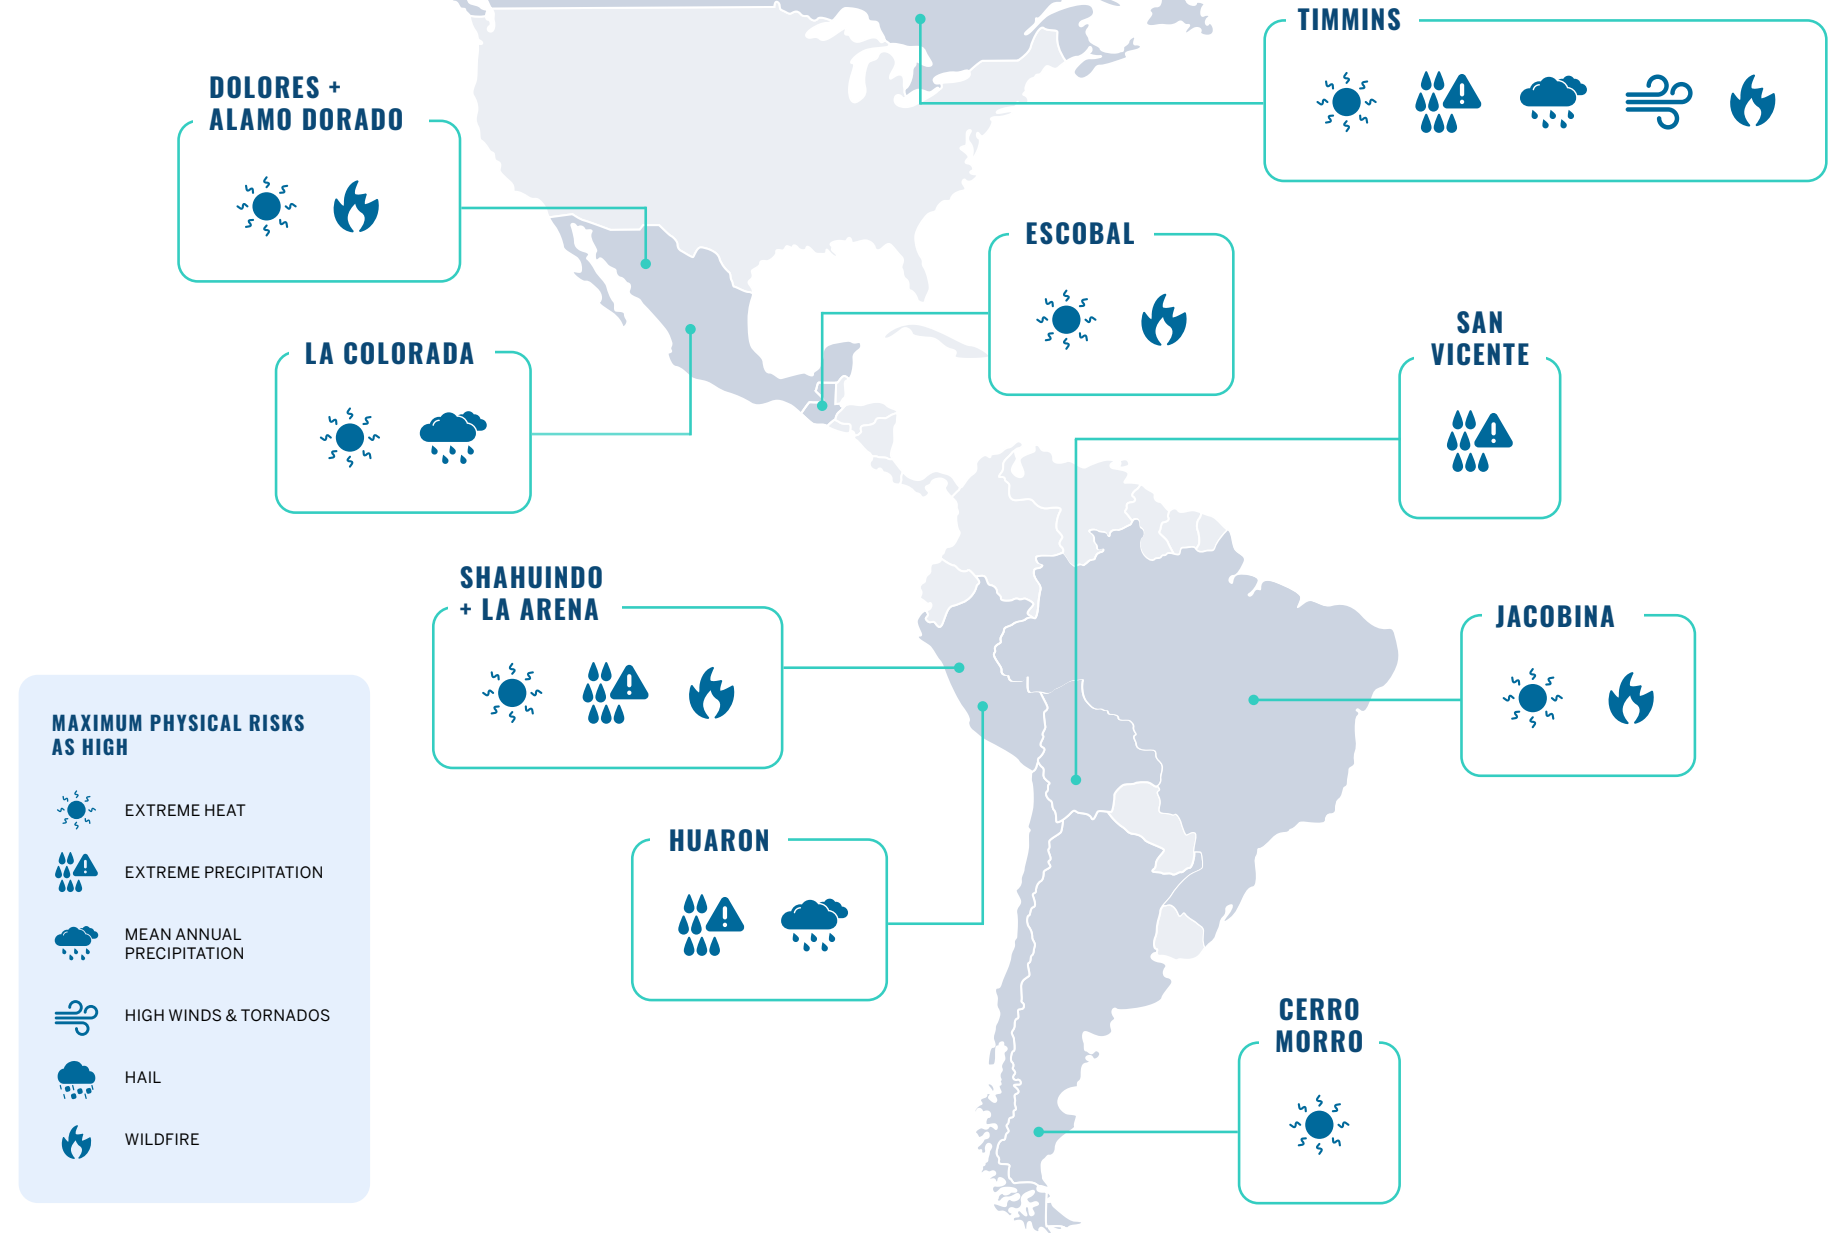 TIMMINS
DOLORES +
ALAMO DORADO
ESCOBAL
SAN
VICENTE
LA COLORADA
SHAHUINDO
+ LA ARENA
JACOBINA
MAXIMUM PHYSICAL RISKS
AS HIGH
EXTREME HEAT
EXTREME PRECIPITATION
MEAN ANNUAL
PRECIPITATION
HIGH WINDS & TORNADOS
HAIL
WILDFIRE
HUARON
CERRO
MORRO